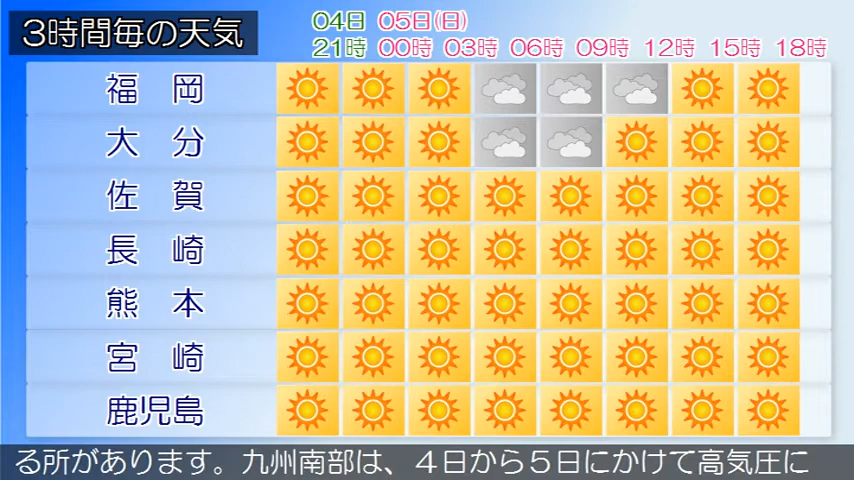 3時間毎の天気
04日 05日(日)
21時 00時 03時 06時 09時 12時 15時 18時
福 岡
大 分
佐 賀
長 崎
熊 本
宮 崎
鹿児島
る所があります。九州南部は、４日から５日にかけて高気圧に